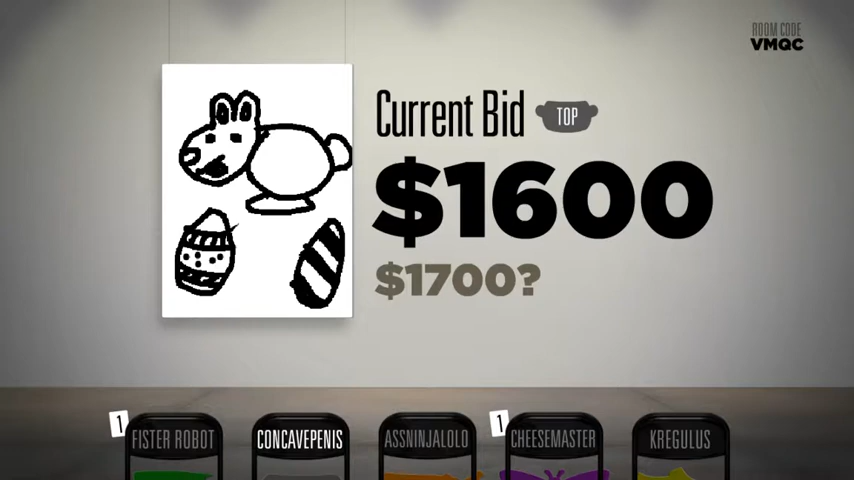 ROOM CODE
VMQC
Current Bid TOP
$1600
$1700?
1 FISTER ROBOT CONCAVEPENIS ASSNINJALOLO 1 CHEESEMASTER KREGULUS